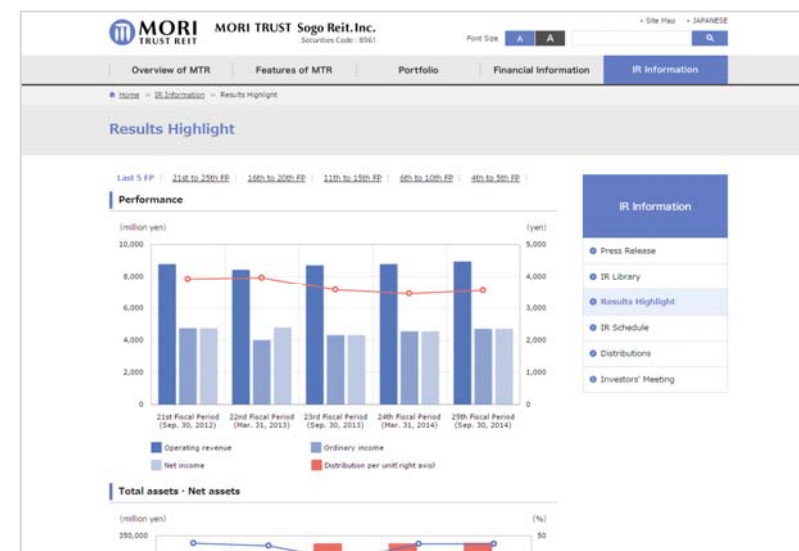 MORI
TRUST REIT
MORI TRUST Sogo Reit, Inc.
Securities Code : 8961
Site Map
JAPANESE
Font Size A A
Overview of MTR
Features of MTR
Portfolio
Financial Information
IR Information
Home
IR Information
Results Highlight
Results Highlight
Last 5 FP
21st to 25th FP
16th to 20th FP
11th to 15th FP
6th to 10th FP
4th to 5th FP
Performance
(million yen)
(yen)
10,000
8,000
6,000
4,000
2,000
0
5,000
4,000
3,000
2,000
1,000
0
21st Fiscal Period
(Sep. 30, 2012)
22nd Fiscal Period
(Mar. 31, 2013)
23rd Fiscal Period
(Sep. 30, 2013)
24th Fiscal Period
(Mar. 31, 2014)
25th Fiscal Period
(Sep. 30, 2014)
Operating revenue
Ordinary income
Net income
Distribution per unit(right axis)
Total assets・Net assets
(million yen)
(%)
350,000
50
IR Information
Press Release
IR Library
Results Highlight
IR Schedule
Distributions
Investors' Meeting